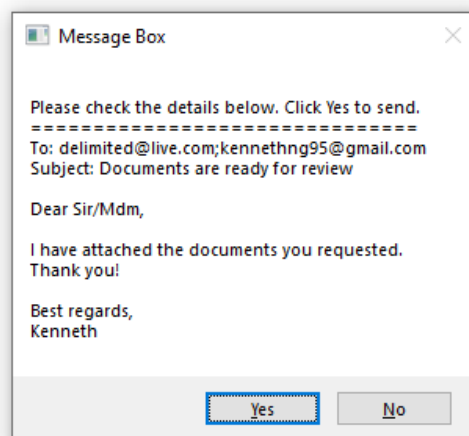 Message Box
Please check the details below. Click Yes to send.
================================
To: delimited@live.com;kennethng95@gmail.com
Subject: Documents are ready for review
Dear Sir/Mdm,
I have attached the documents you requested.
Thank you!
Best regards,
Kenneth
Yes No